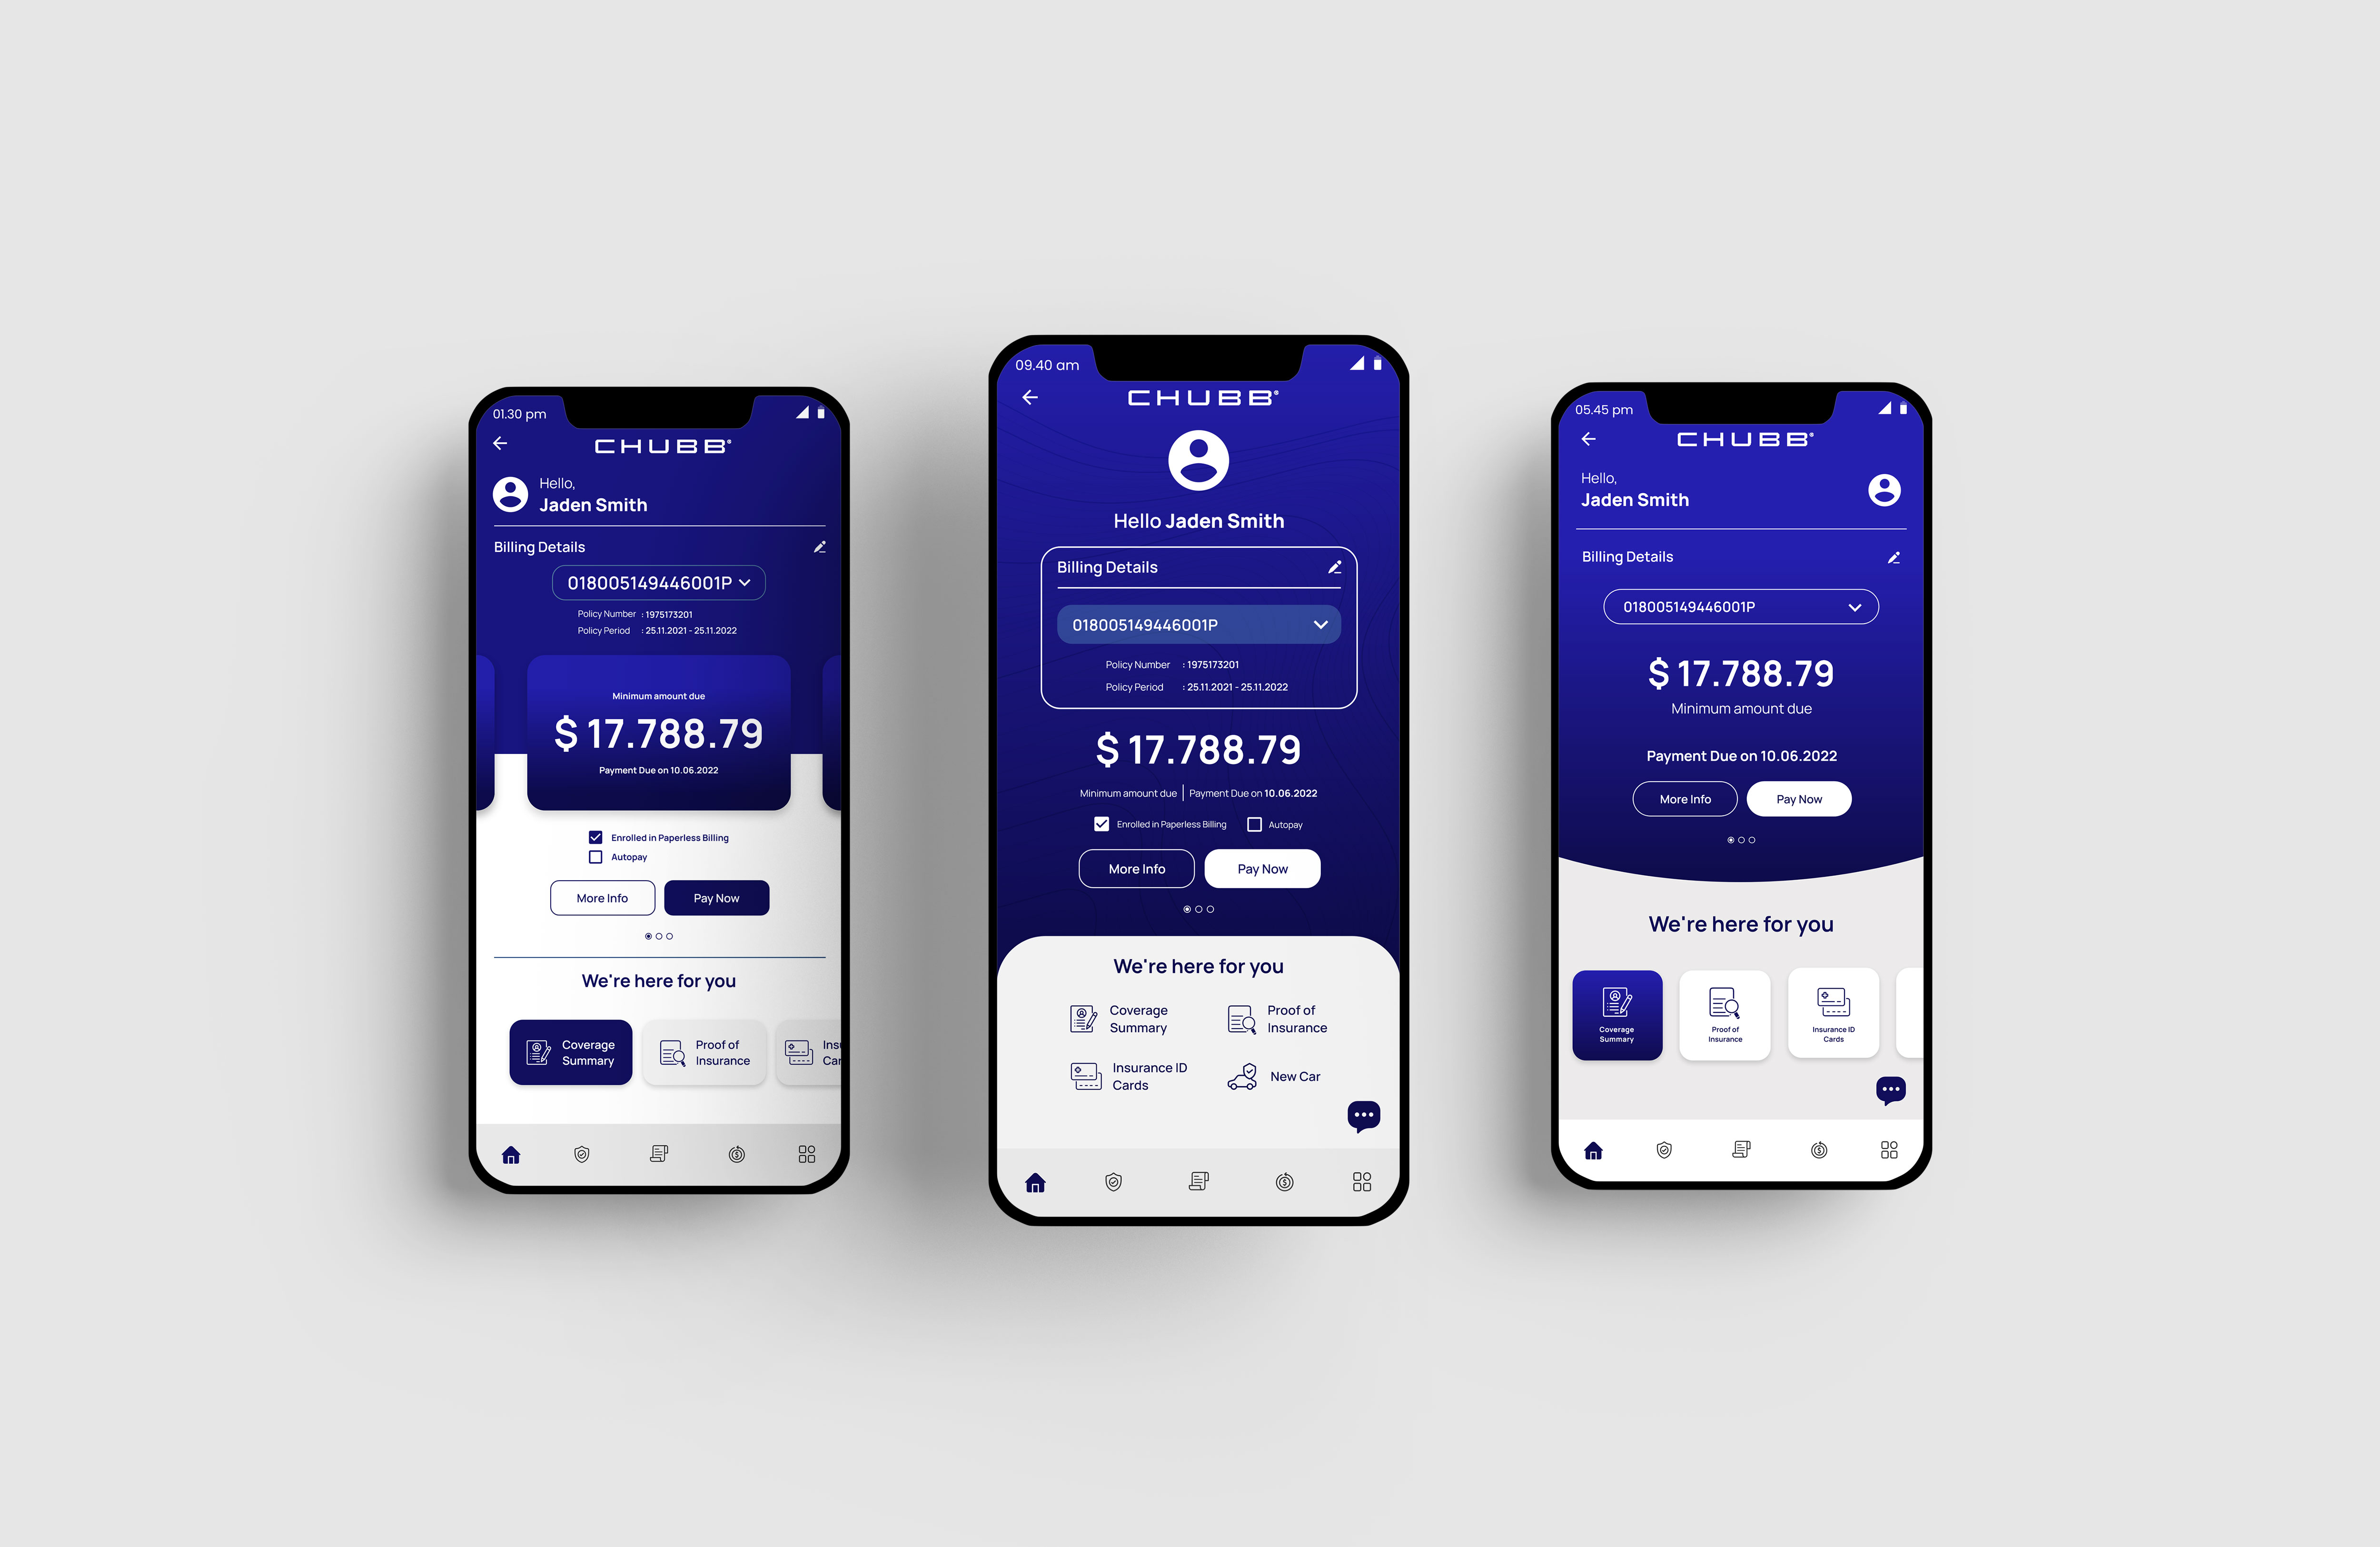 01.30 pm
CHUBB®
Hello,
Jaden Smith
Billing Details
018005149446001P
Policy Number : 1975173201
Policy Period : 25.11.2021 - 25.11.2022
Minimum amount due
$ 17.788.79
Payment Due on 10.06.2022
Enrolled in Paperless Billing
Autopay
More Info
Pay Now
We're here for you
Coverage
Summary
Proof of
Insurance
Ins
Car
09.40 am
CHUBB®
Hello Jaden Smith
Billing Details
018005149446001P
Policy Number : 1975173201
Policy Period : 25.11.2021 - 25.11.2022
$ 17.788.79
Minimum amount due | Payment Due on 10.06.2022
Enrolled in Paperless Billing
Autopay
More Info
Pay Now
We're here for you
Coverage
Summary
Proof of
Insurance
Insurance ID
Cards
New Car
05.45 pm
CHUBB®
Hello,
Jaden Smith
Billing Details
018005149446001P
$ 17.788.79
Minimum amount due
Payment Due on 10.06.2022
More Info
Pay Now
We're here for you
Coverage
Summary
Proof of
Insurance
Insurance ID
Cards